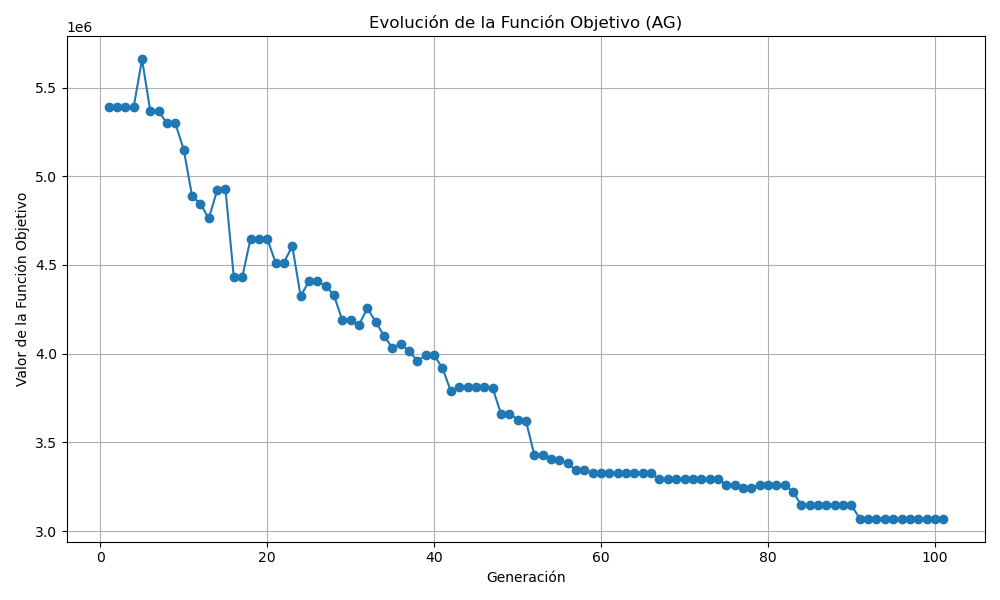 Evolución de la Función Objetivo (AG)
1e6
5.5
5.0
4.5
4.0
3.5
3.0
Valor de la Función Objetivo
0 20 40 60 80 100
Generación